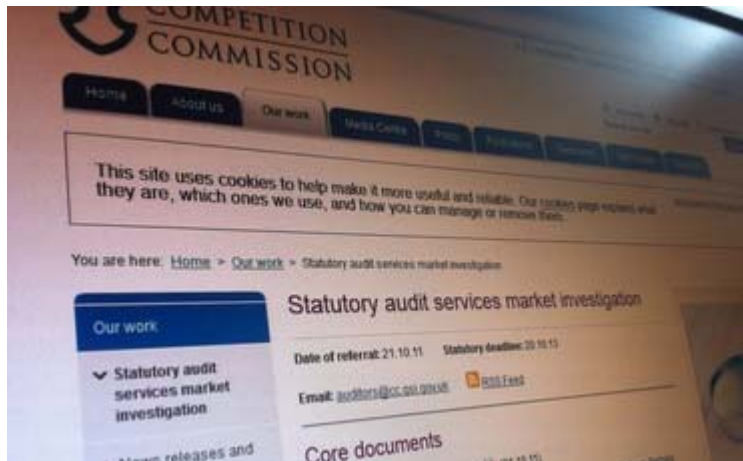 COMPETITION
COMMISSION
Home About us Our work Media Centre
This site uses cookies to help make it more useful and reliable. Our cookies page explains what
they are, which ones we use, and how you can manage or remove them.
You are here: Home > Our work > Statutory audit services market investigation
Our work
Statutory audit services market investigation
Date of referral: 21.10.11 Statutory deadline: 20.10.13
Statutory audit
services market
investigation
Email: auditors@cc.gsi.gov.uk RSS Feed
News releases and
Core documents